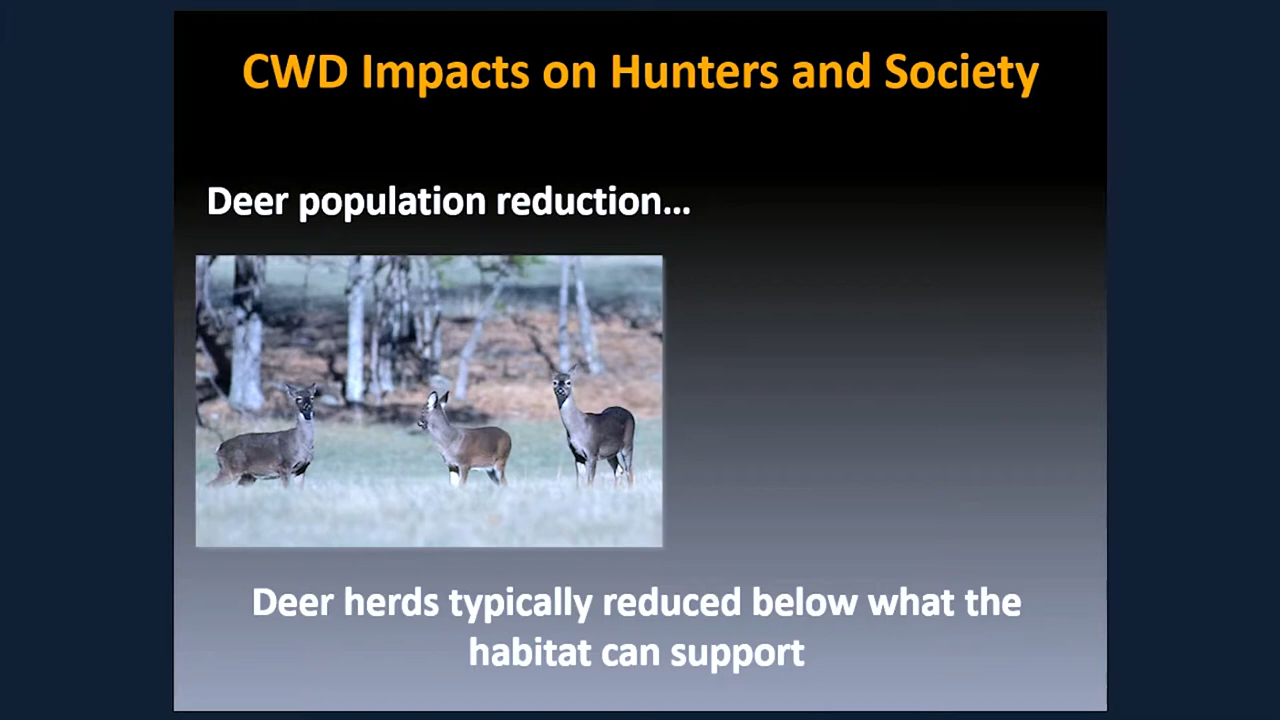 CWD Impacts on Hunters and Society
Deer population reduction...
Deer herds typically reduced below what the
habitat can support